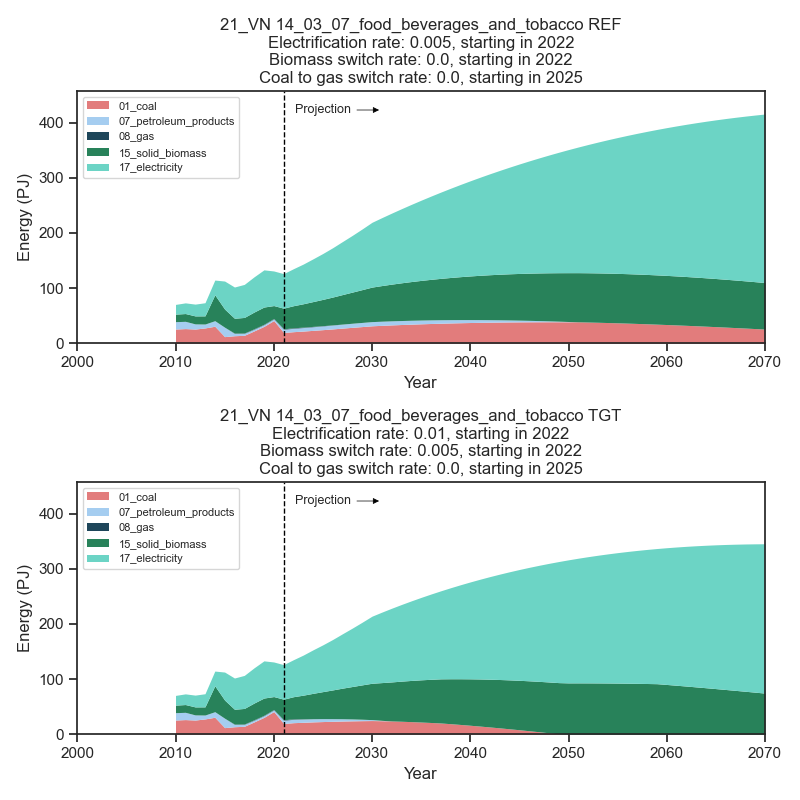 21_VN 14_03_07_food_beverages_and_tobacco REF
Electrification rate: 0.005, starting in 2022
Biomass switch rate: 0.0, starting in 2022
Coal to gas switch rate: 0.0, starting in 2025
Projection
01_coal
07_petroleum_products
08_gas
15_solid_biomass
17_electricity
Energy (PJ)
400
300
200
100
0
2000 2010 2020 2030 2040 2050 2060 2070
Year
21_VN 14_03_07_food_beverages_and_tobacco TGT
Electrification rate: 0.01, starting in 2022
Biomass switch rate: 0.005, starting in 2022
Coal to gas switch rate: 0.0, starting in 2025
Projection
01_coal
07_petroleum_products
08_gas
15_solid_biomass
17_electricity
Energy (PJ)
400
300
200
100
0
2000 2010 2020 2030 2040 2050 2060 2070
Year